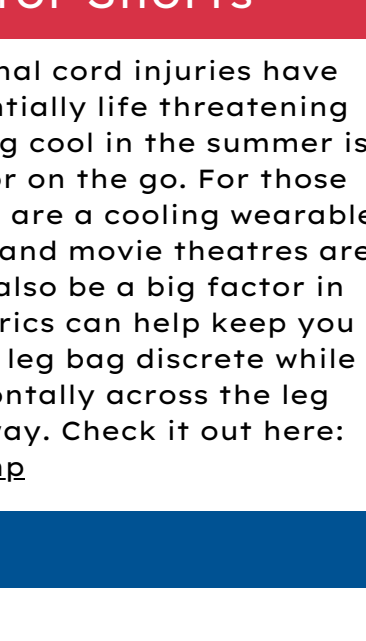 or Shorts
nal cord injuries have
ntially life threatening
g cool in the summer is
or on the go. For those
are a cooling wearable
and movie theatres are
also be a big factor in
rics can help keep you
leg bag discrete while
ontally across the leg
way. Check it out here:
mp